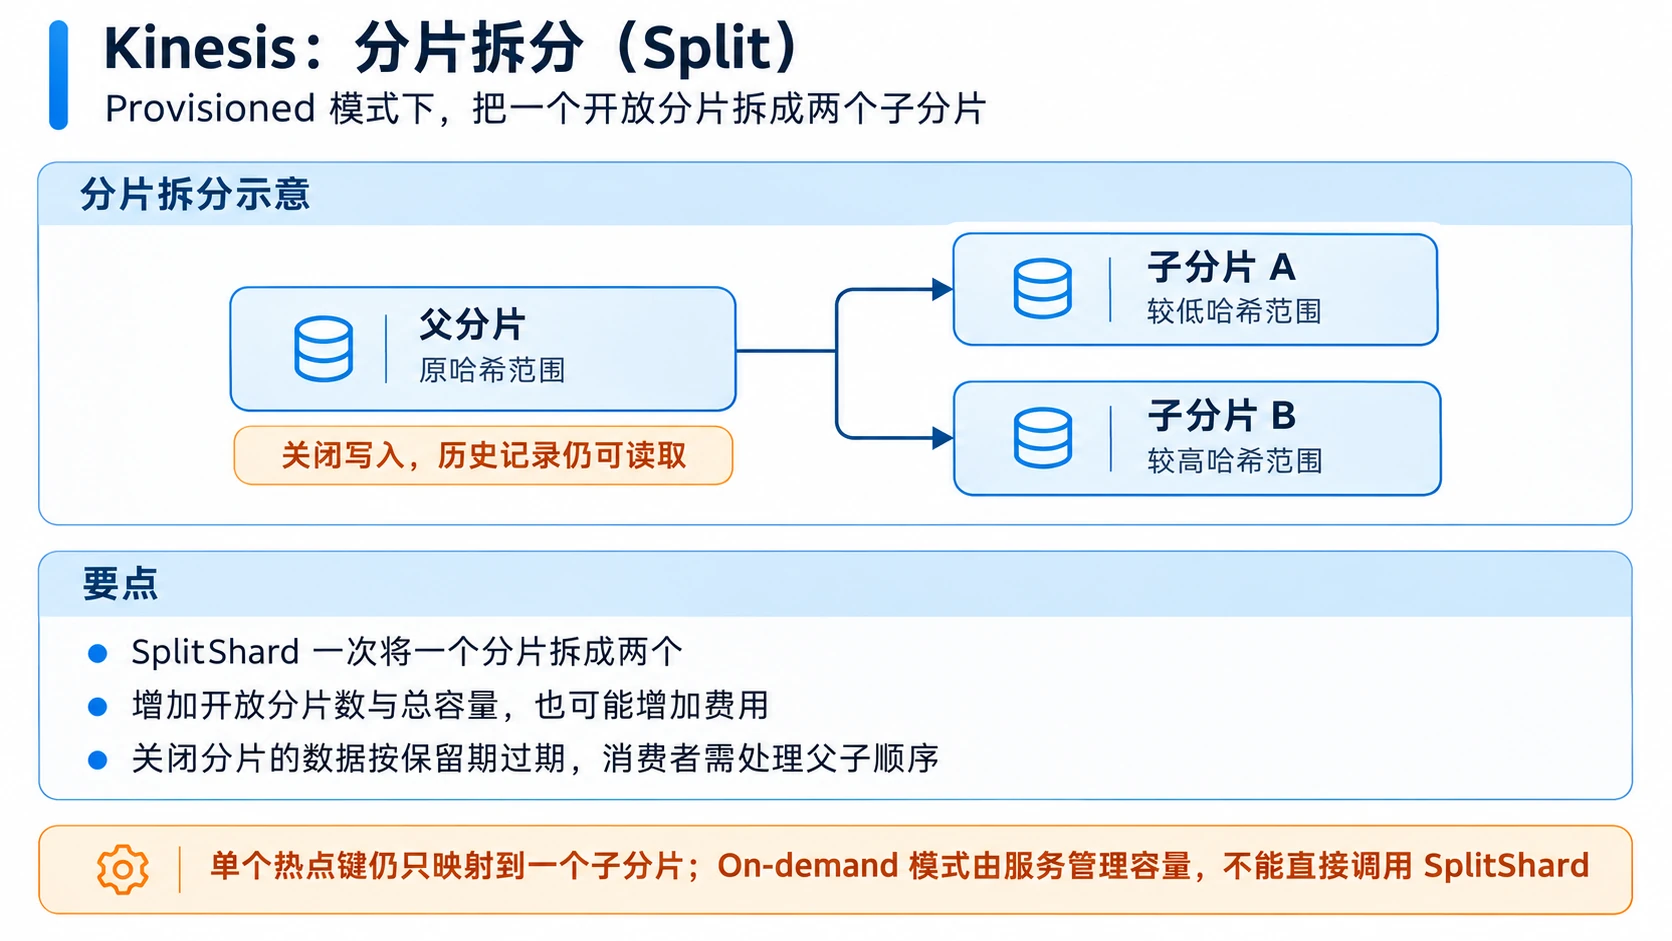 Kinesis：分片拆分（Split）
Provisioned 模式下，把一个开放分片拆成两个子分片
分片拆分示意
父分片
原哈希范围
关闭写入，历史记录仍可读取
子分片 A
较低哈希范围
子分片 B
较高哈希范围
要点
SplitShard 一次将一个分片拆成两个
增加开放分片数与总容量，也可能增加费用
关闭分片的数据按保留期过期，消费者需处理父子顺序
单个热点键仍只映射到一个子分片；On-demand 模式由服务管理容量，不能直接调用 SplitShard